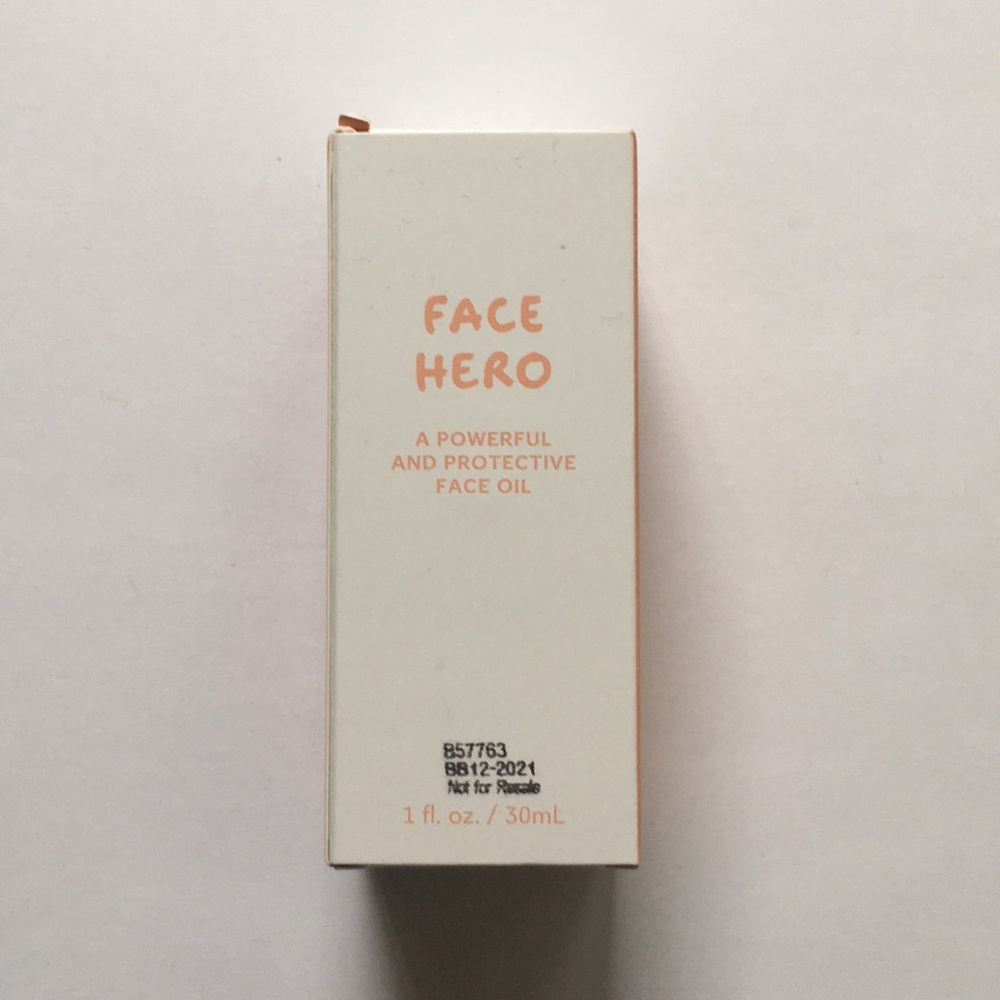 FACE
HERO
A POWERFUL
AND PROTECTIVE
FACE OIL
B57763
BB12-2021
Not for Resale
1 fl. oz. / 30mL